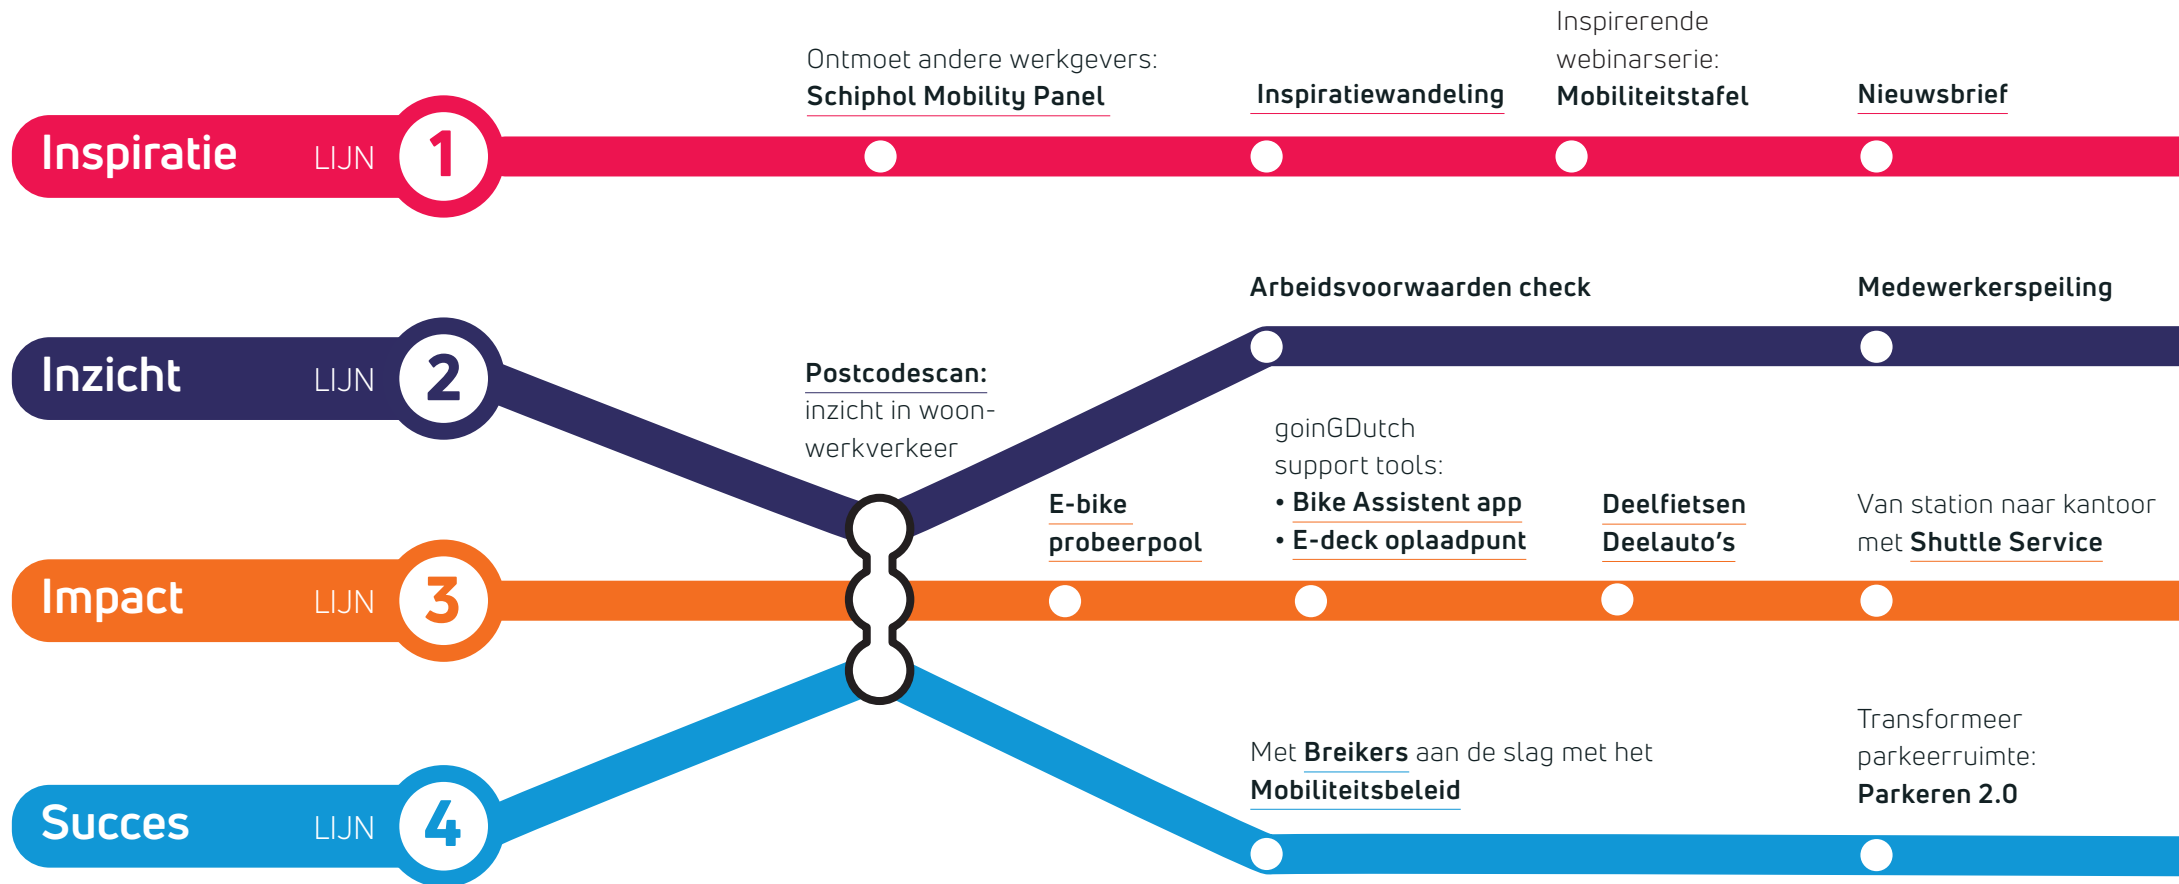 Inspiratie LIJN 1
Ontmoet andere werkgevers:
Schiphol Mobility Panel
Inspiratiewandeling
Inspirerende
webinarserie:
Mobiliteitstafel
Nieuwsbrief
Inzicht LIJN 2
Postcodescan:
inzicht in woon-
werkverkeer
Arbeidsvoorwaarden check
Medewerkerspeiling
Impact LIJN 3
E-bike
probeerpool
goinGDutch
support tools:
• Bike Assistent app
• E-deck oplaadpunt
Deelfietsen
Deelauto's
Van station naar kantoor
met Shuttle Service
Succes LIJN 4
Met Breikers aan de slag met het
Mobiliteitsbeleid
Transformeer
parkeerruimte:
Parkeren 2.0